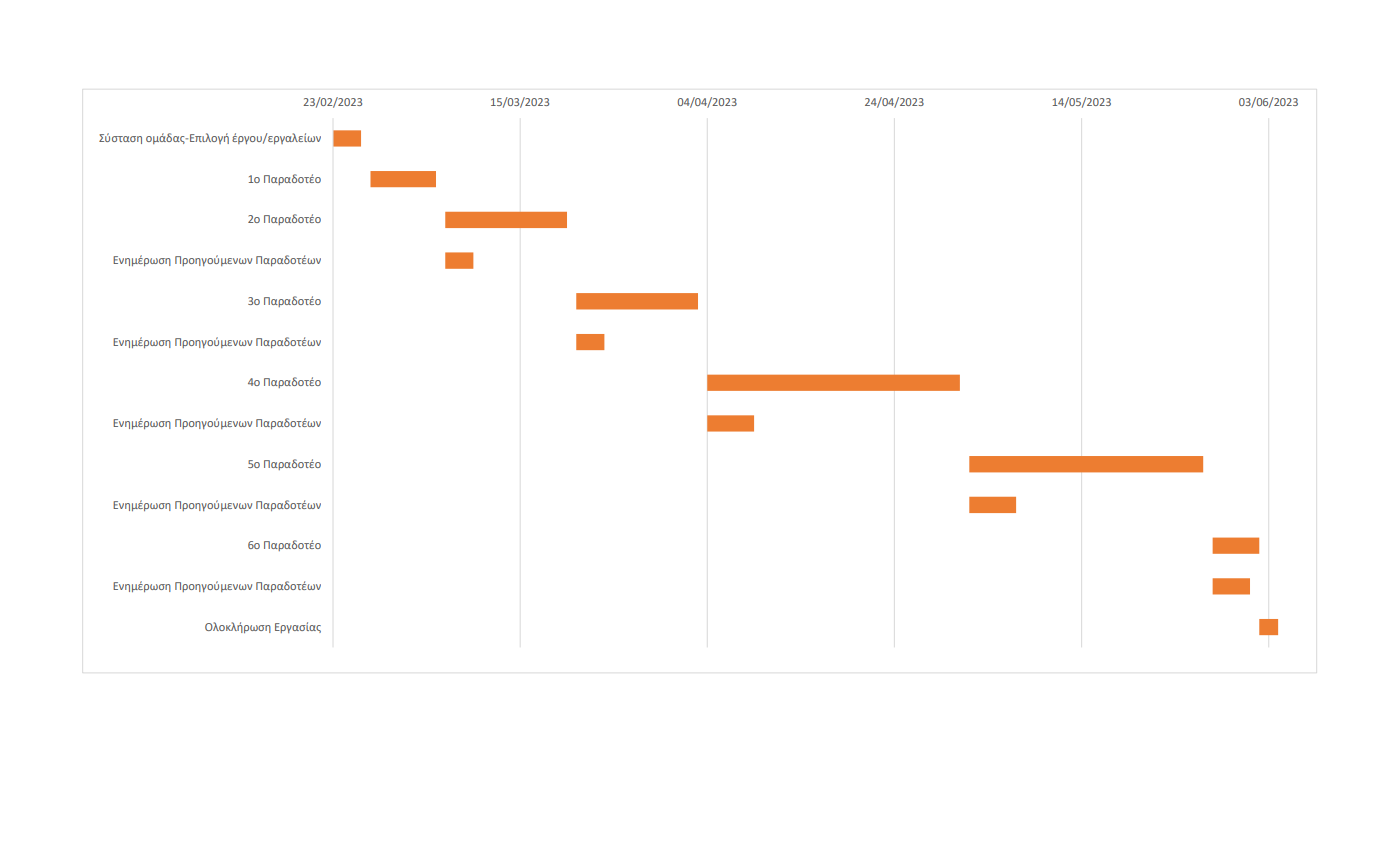 23/02/2023 15/03/2023 04/04/2023 24/04/2023 14/05/2023 03/06/2023
Σύσταση ομάδας-Επιλογή έργου/εργαλείων
1ο Παραδοτέο
2ο Παραδοτέο
Ενημέρωση Προηγούμενων Παραδοτέων
3ο Παραδοτέο
Ενημέρωση Προηγούμενων Παραδοτέων
4ο Παραδοτέο
Ενημέρωση Προηγούμενων Παραδοτέων
5ο Παραδοτέο
Ενημέρωση Προηγούμενων Παραδοτέων
6ο Παραδοτέο
Ενημέρωση Προηγούμενων Παραδοτέων
Ολοκλήρωση Εργασίας